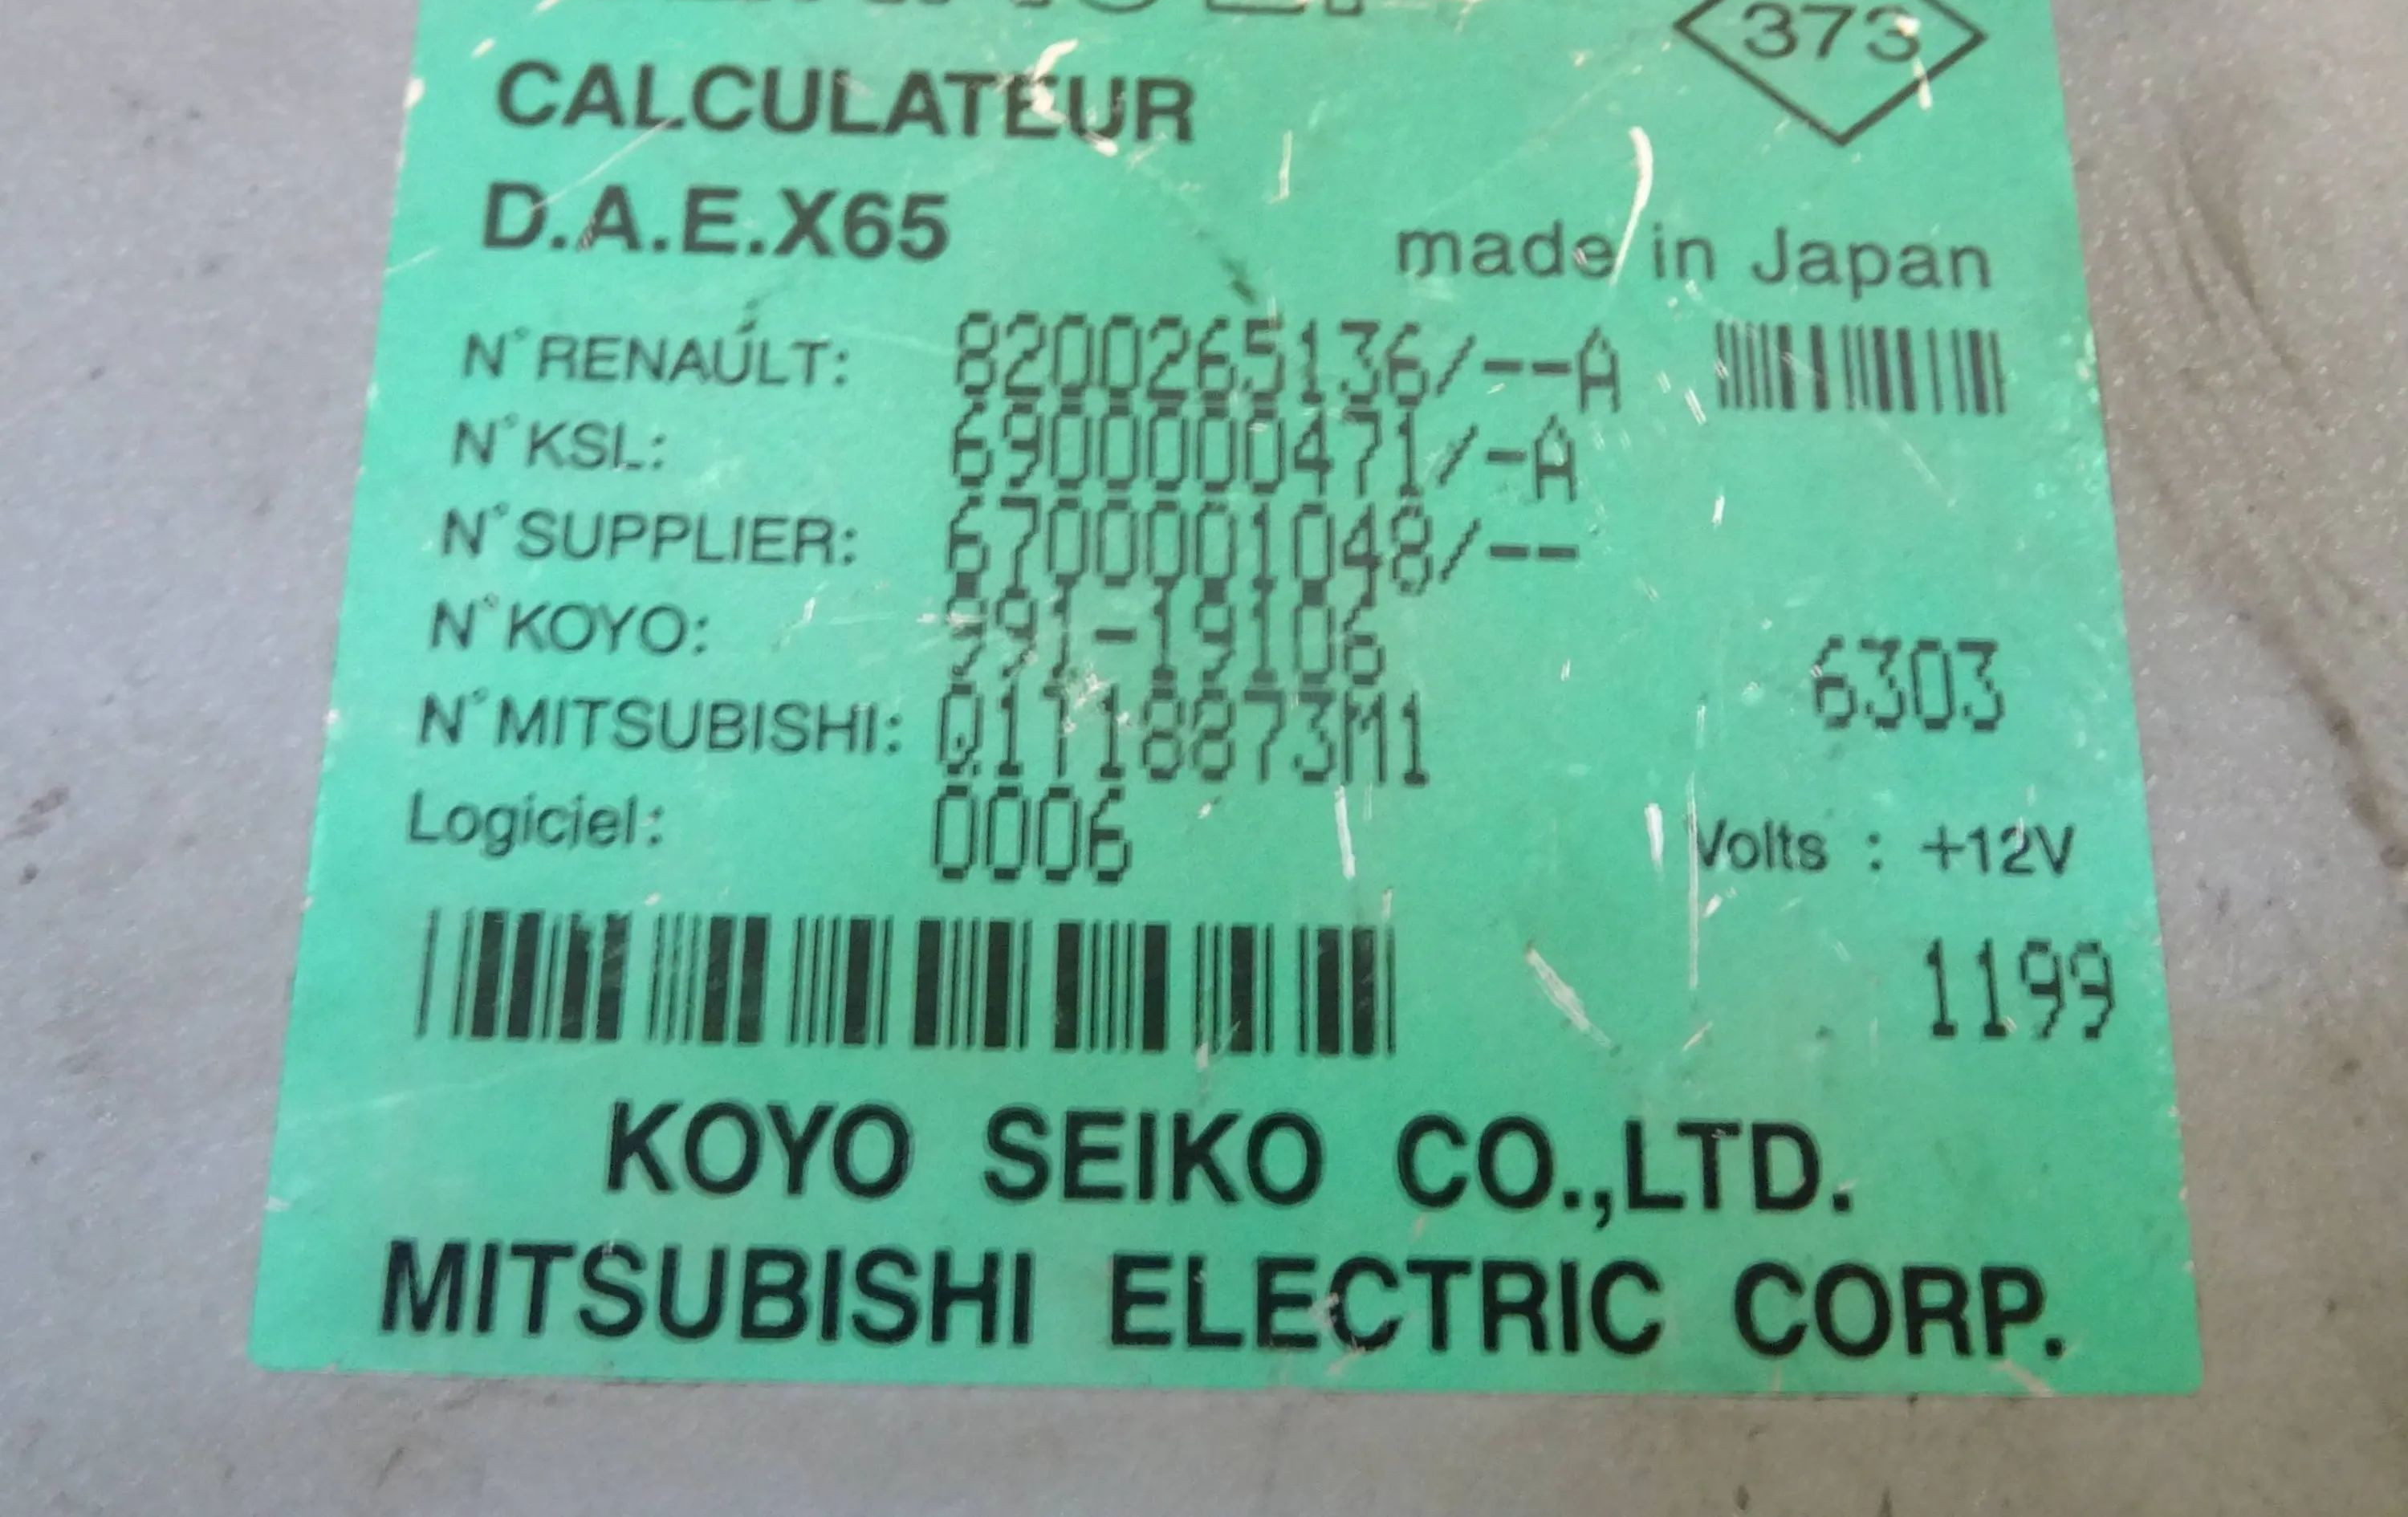 373
CALCULATEUR
D.A.E.X65
made in Japan
N°RENAULT: 8200265136/--A
N°KSL: 6900000471/-A
N°SUPPLIER: 6700001048/--
N°KOYO: 991-19106
6303
N°MITSUBISHI: Q1T18873M1
Logiciel: 0006
Volts : +12V
1199
KOYO SEIKO CO.,LTD.
MITSUBISHI ELECTRIC CORP.